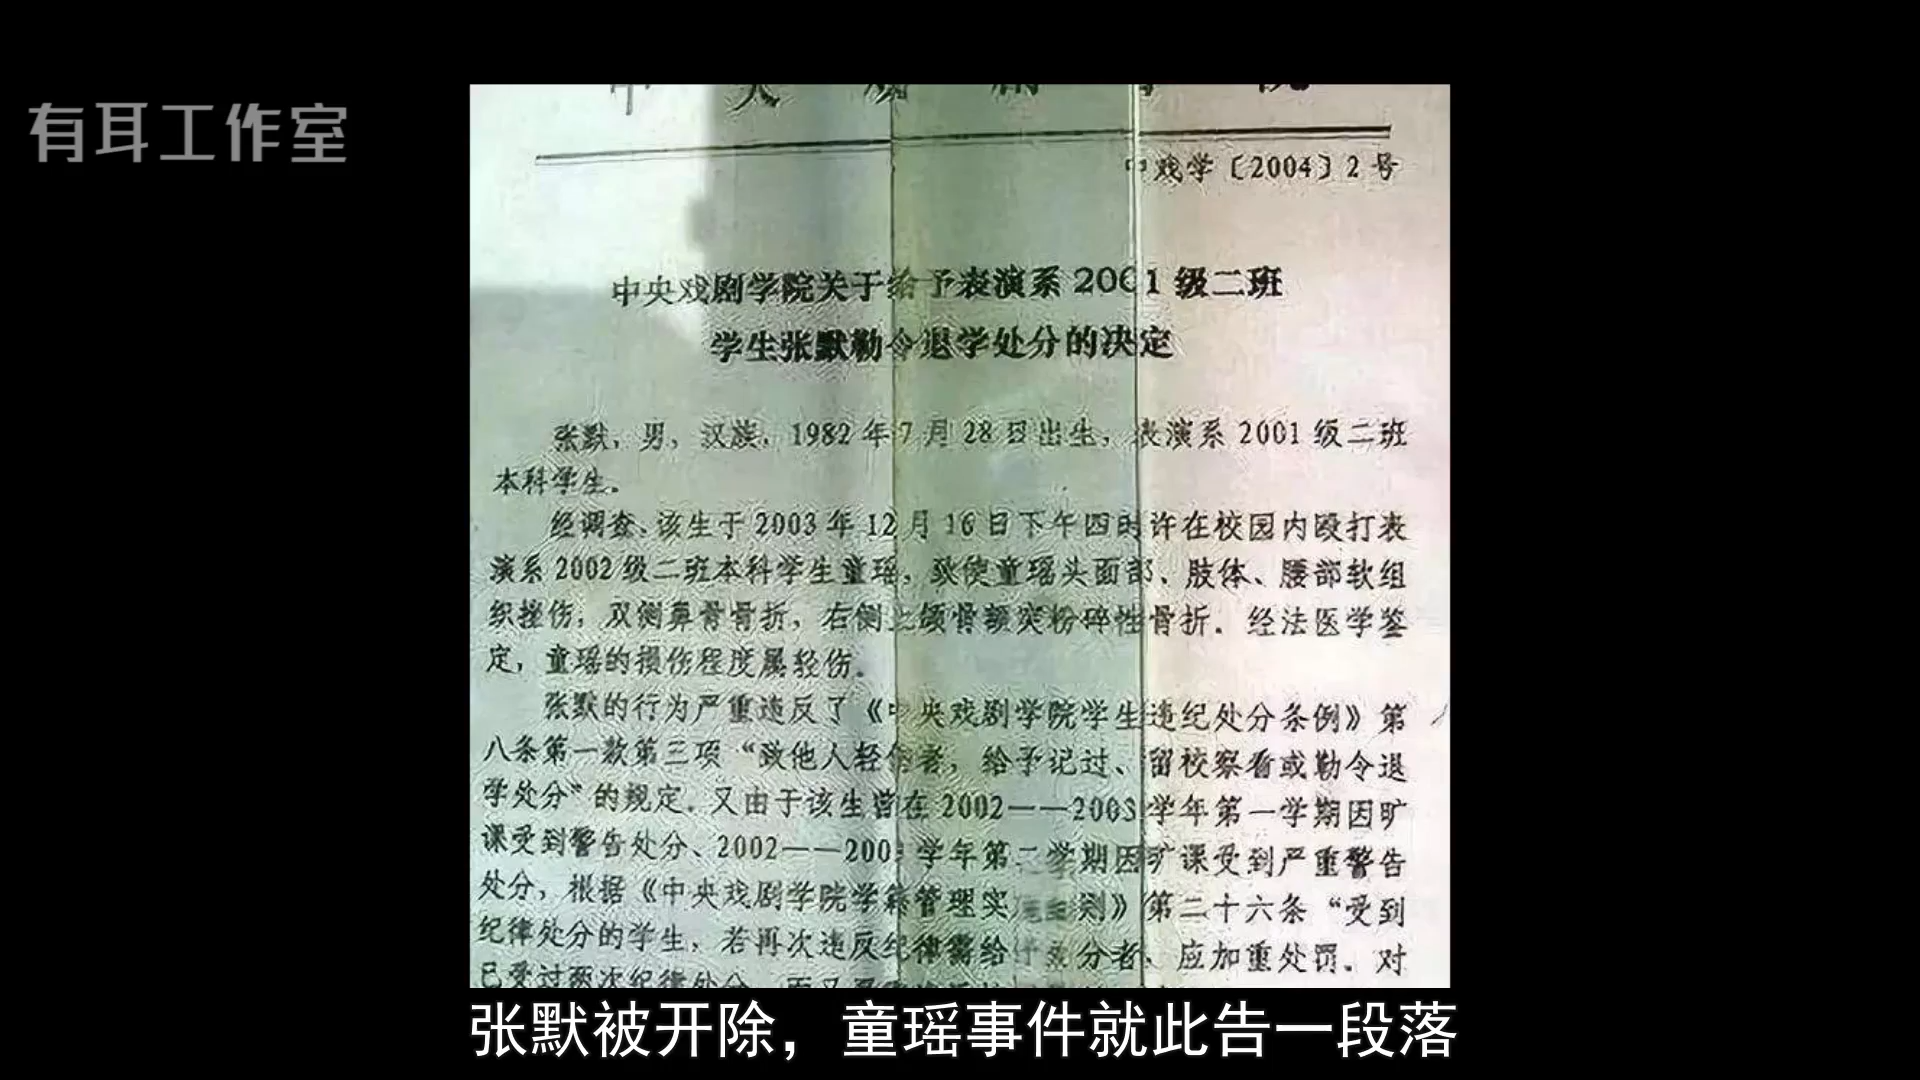 有耳工作室
中戏学〔2004〕2号
中央戏剧学院关于给予表演系2001级二班
学生张默勒令退学处分的决定
张默，男，汉族，1982年7月28日出生，表演系2001级二班
本科学生。
经调查，该生于2003年12月16日下午四时许在校园内殴打表
演系2002级二班本科学生童瑶，致使童瑶头面部、肢体、腰部软组
织挫伤，双侧鼻骨骨折，右侧上颌骨额突粉碎性骨折。经法医学鉴
定，童瑶的损伤程度属轻伤。
张默的行为严重违反了《中央戏剧学院学生违纪处分条例》第
八条第一款第三项“致他人轻伤者，给予记过、留校察看或勒令退
学处分”的规定。又由于该生曾在2002——2003学年第一学期因旷
课受到警告处分、2002——200 学年第二学期因旷课受到严重警告
处分，根据《中央戏剧学院学籍管理实 则》第二十六条“受到
纪律处分的学生，若再次违反纪律需给 分者，应加重处罚。对
已受过两次纪律处分
张默被开除，童瑶事件就此告一段落